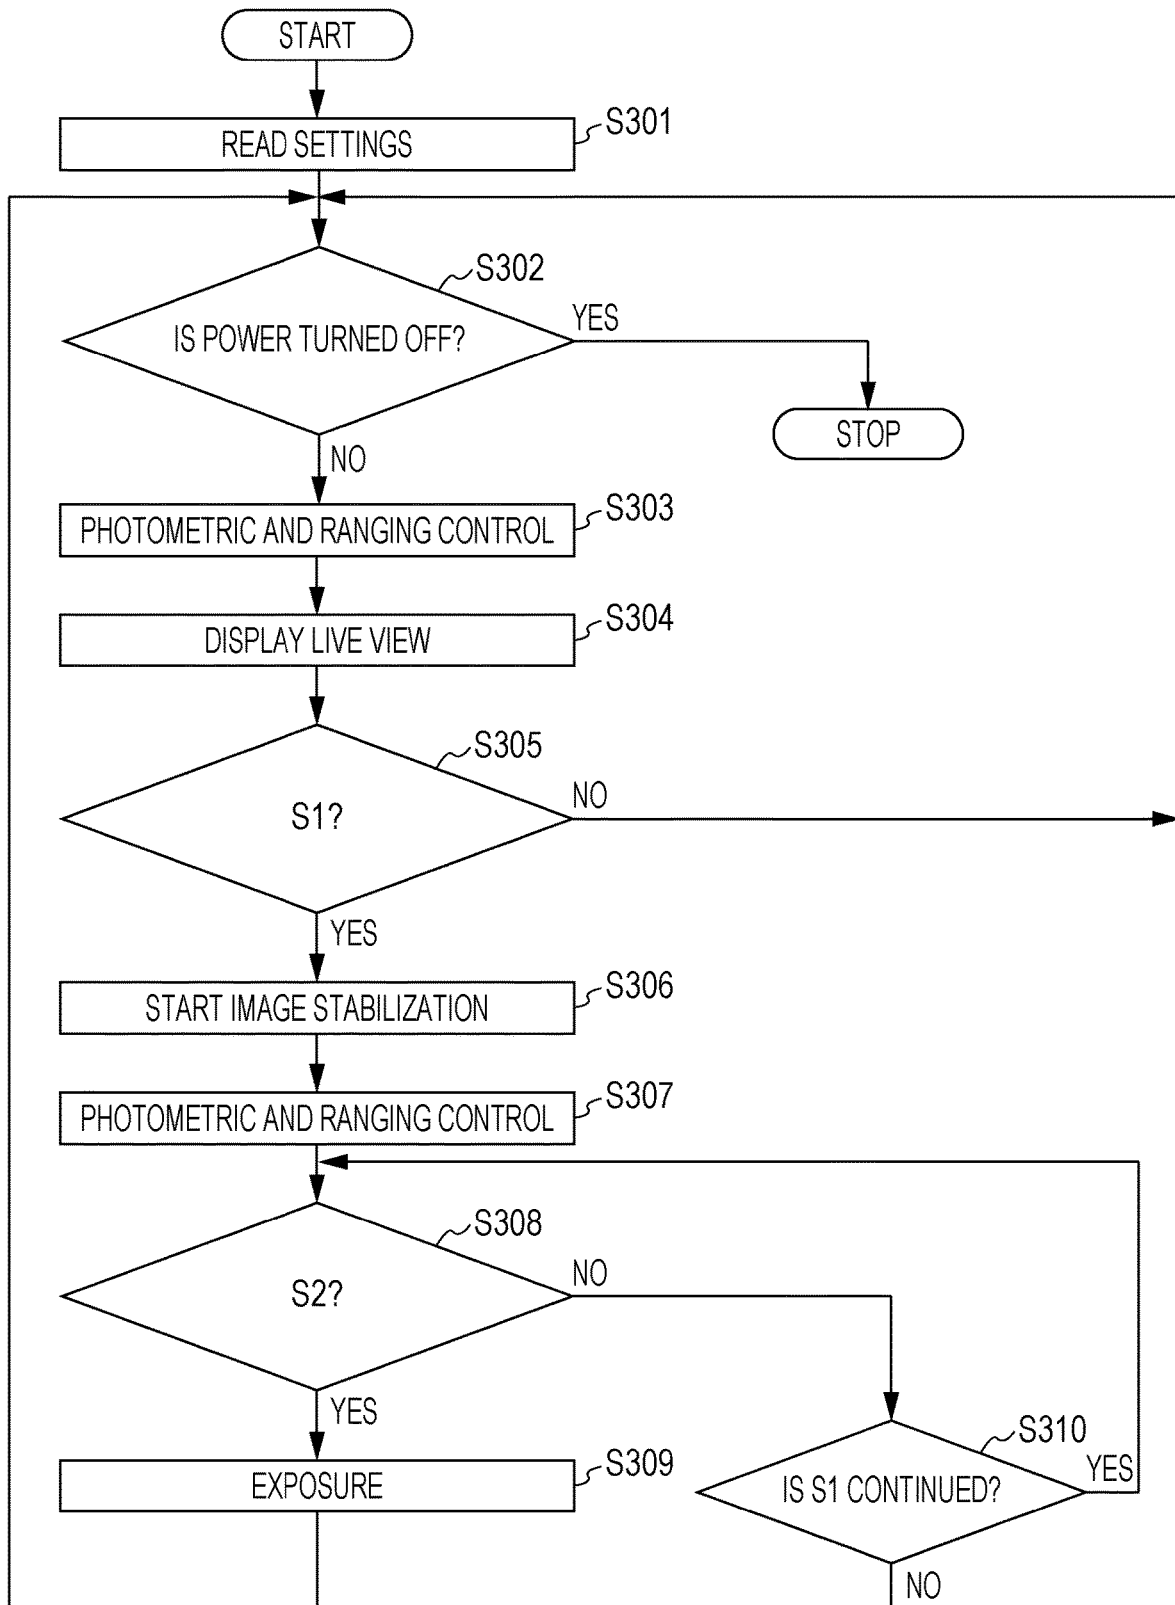 START
S301
READ SETTINGS
S302
IS POWER TURNED OFF?
YES
STOP
NO
S303
PHOTOMETRIC AND RANGING CONTROL
S304
DISPLAY LIVE VIEW
S305
S1?
NO
YES
S306
START IMAGE STABILIZATION
S307
PHOTOMETRIC AND RANGING CONTROL
S308
S2?
NO
YES
S309
EXPOSURE
S310
IS S1 CONTINUED?
YES
NO